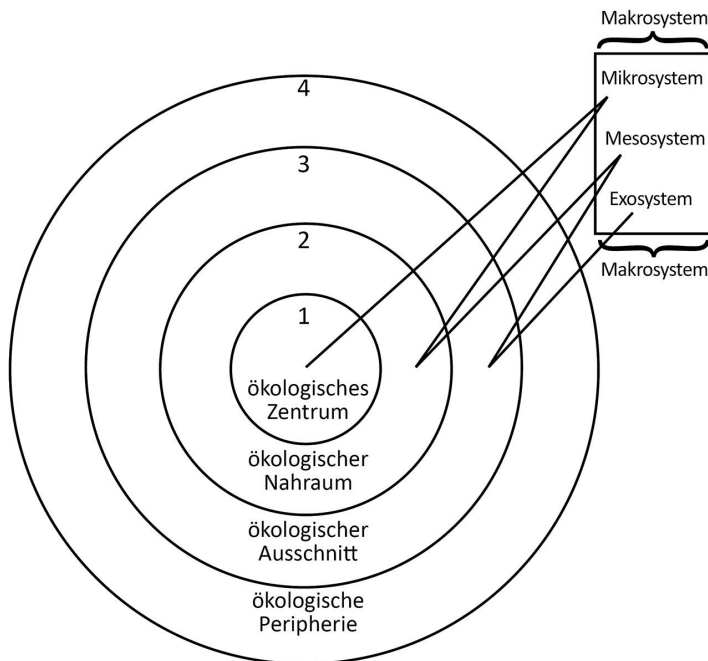 Makrosystem
Mikrosystem
Mesosystem
Exosystem
Makrosystem
4
3
2
1
ökologisches
Zentrum
ökologischer
Nahraum
ökologischer
Ausschnitt
ökologische
Peripherie